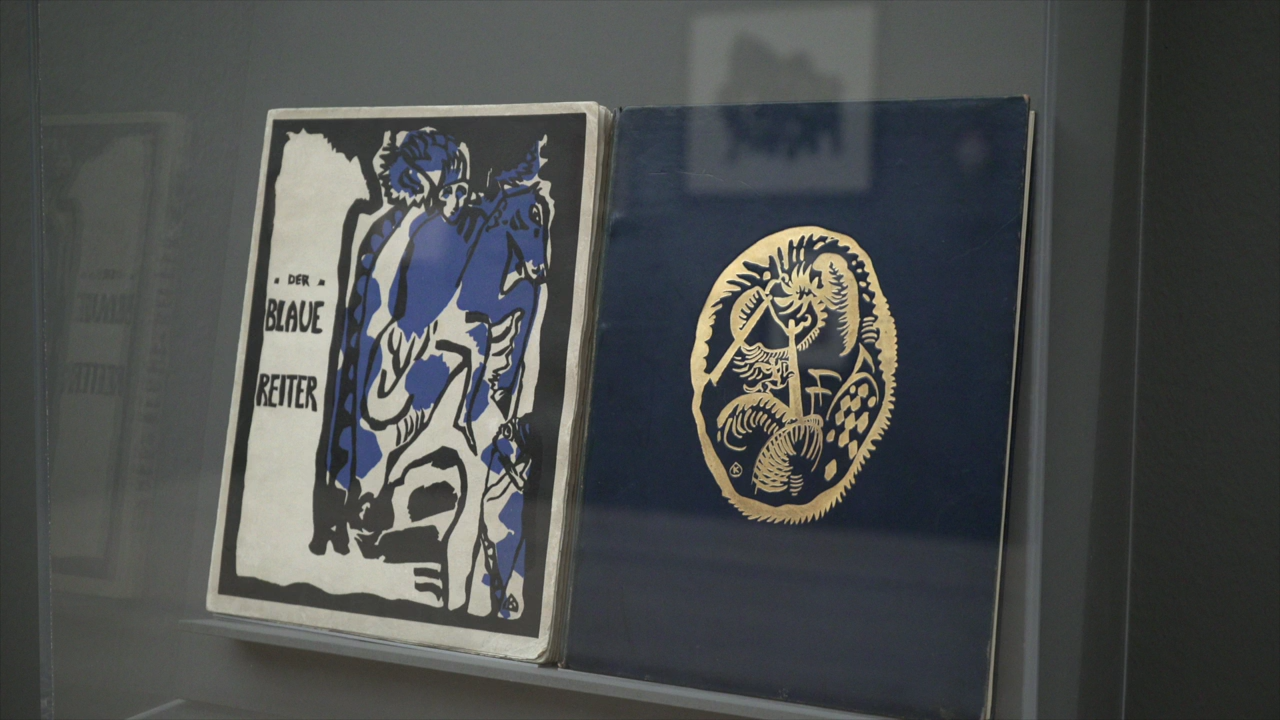 · DER ·
BLAUE
REITER
K